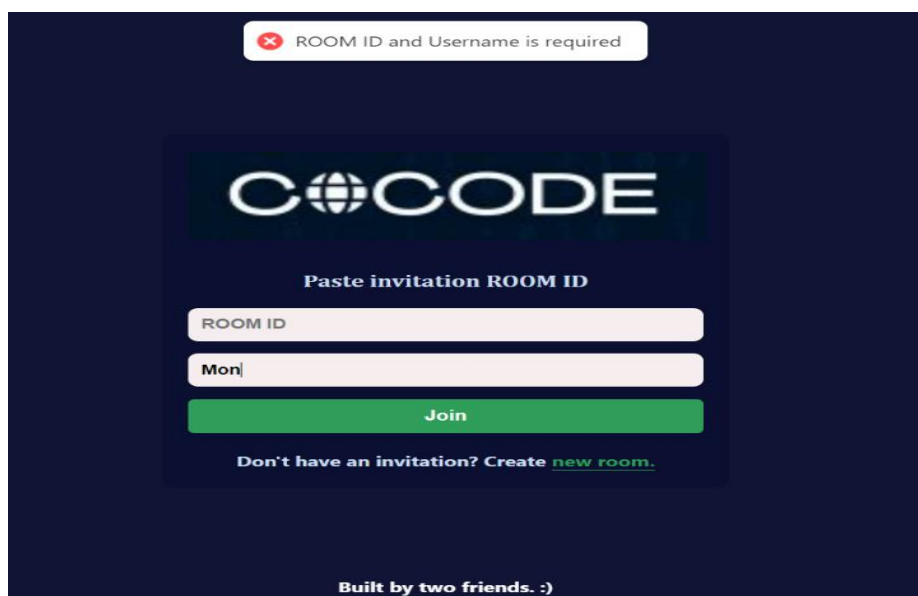 ROOM ID and Username is required
COCODE
Paste invitation ROOM ID
ROOM ID
Mon
Join
Don't have an invitation? Create new room.
Built by two friends. :)